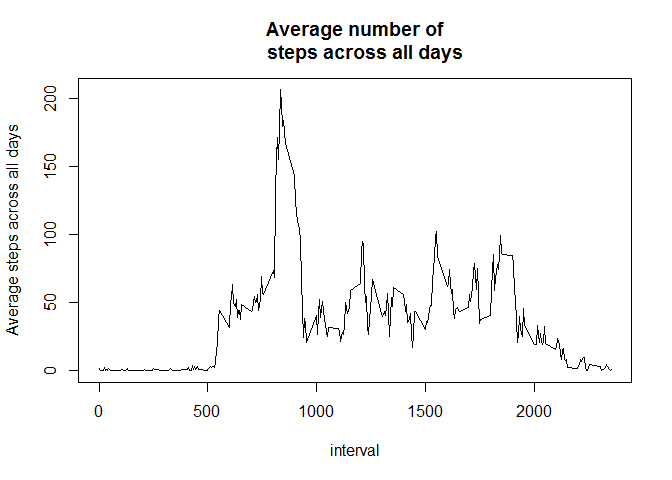 Average number of
steps across all days
Average steps across all days
200
150
100
50
0
0 500 1000 1500 2000
interval